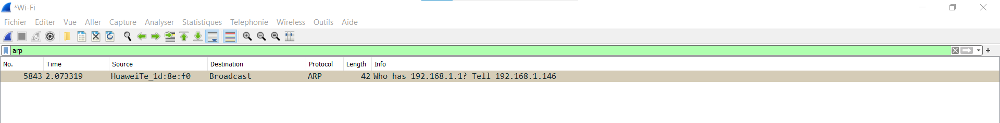 *Wi-Fi
Fichier Editer Vue Aller Capture Analyser Statistiques Telephonie Wireless Outils Aide
arp
No. Time Source Destination Protocol Length Info
5843 2.073319 HuaweiTe_1d:8e:f0 Broadcast ARP 42 Who has 192.168.1.1? Tell 192.168.1.146